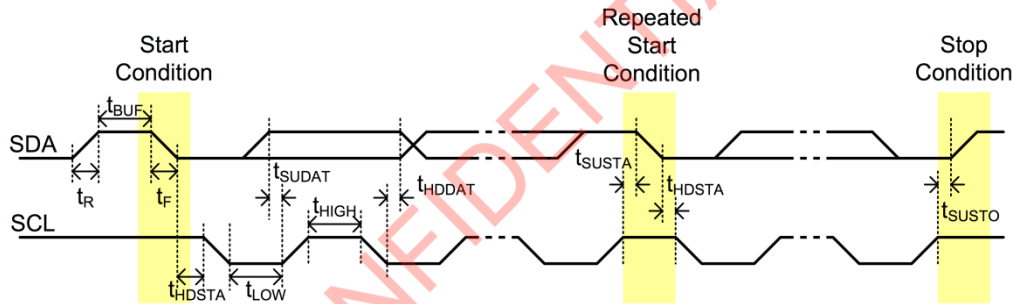 Start
Condition
Repeated
Start
Condition
Stop
Condition
SDA
tBUF
tR
tF
tSUDAT
tHDDAT
tSUSTA
tHDSTA
tSUSTO
SCL
tHIGH
tHDSTA
tLOW
NFIDENTI